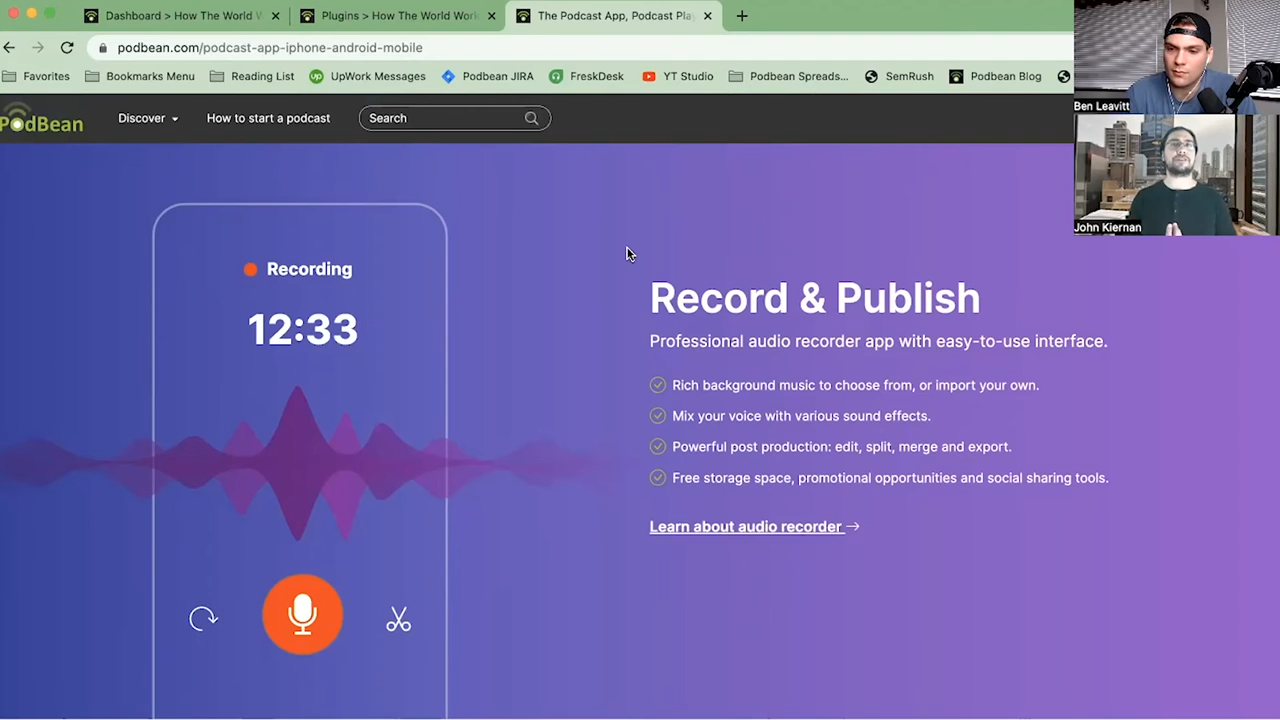 Dashboard > How The World W
Plugins > How The World Work
The Podcast App, Podcast Pla
podbean.com/podcast-app-iphone-android-mobile
Favorites
Bookmarks Menu
Reading List
UpWork Messages
Podbean JIRA
FreskDesk
YT Studio
Podbean Spreads...
SemRush
Podbean Blog
Ben Leavitt
John Kiernan
PodBean
Discover
How to start a podcast
Search
Recording
12:33
Record & Publish
Professional audio recorder app with easy-to-use interface.
Rich background music to choose from, or import your own.
Mix your voice with various sound effects.
Powerful post production: edit, split, merge and export.
Free storage space, promotional opportunities and social sharing tools.
Learn about audio recorder